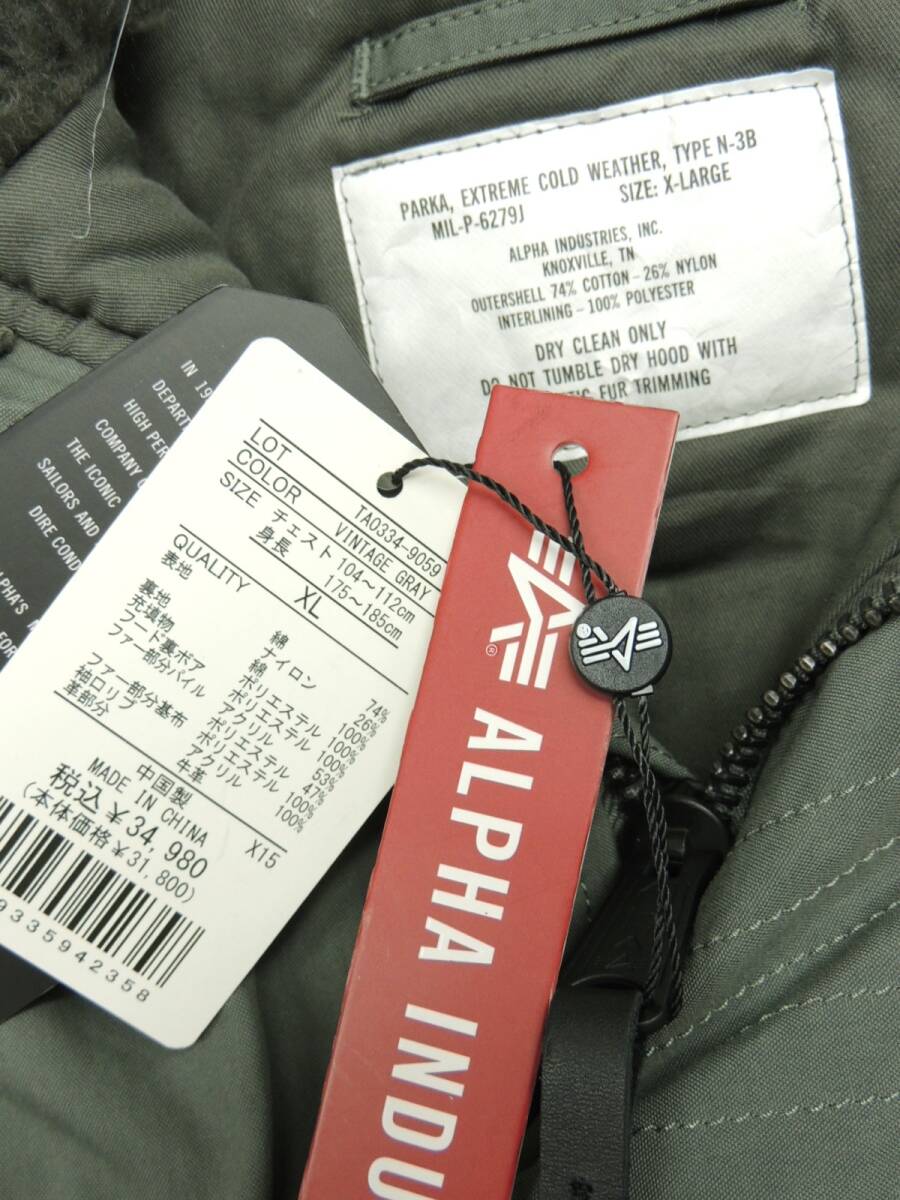 PARKA, EXTREME COLD WEATHER, TYPE N-3B
MIL-P-6279J SIZE: X-LARGE
ALPHA INDUSTRIES, INC.
KNOXVILLE, TN
OUTERSHELL 74% COTTON - 26% NYLON
INTERLINING - 100% POLYESTER
DRY CLEAN ONLY
DO NOT TUMBLE DRY HOOD WITH
FUR TRIMMING
IN 19
DEPART
HIGH PER
COMPANY
THE ICONIC
SAILORS AND
DIRE COND
ALPHA'S
FOR
LOT TA0334-9059
COLOR VINTAGE GRAY
SIZE チェスト 104～112cm
身長 175～185cm
XL
QUALITY
表地 綿 74%
ナイロン 26%
裏地 綿 100%
充填物 ポリエステル 100%
フード裏ボア ポリエステル 100%
ファー部分パイル アクリル 53%
ポリエステル 47%
ファー部分基布 ポリエステル 100%
袖口リブ アクリル 100%
革部分 牛革
中国製
MADE IN CHINA X15
税込￥34,980
(本体価格￥31,800)
9335942358
ALPHA INDU